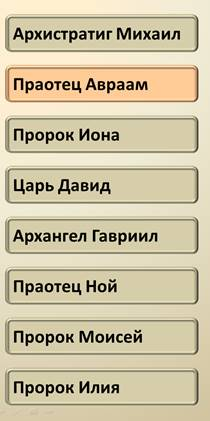 Архистратиг Михаил
Праотец Авраам
Пророк Иона
Царь Давид
Архангел Гавриил
Праотец Ной
Пророк Моисей
Пророк Илия